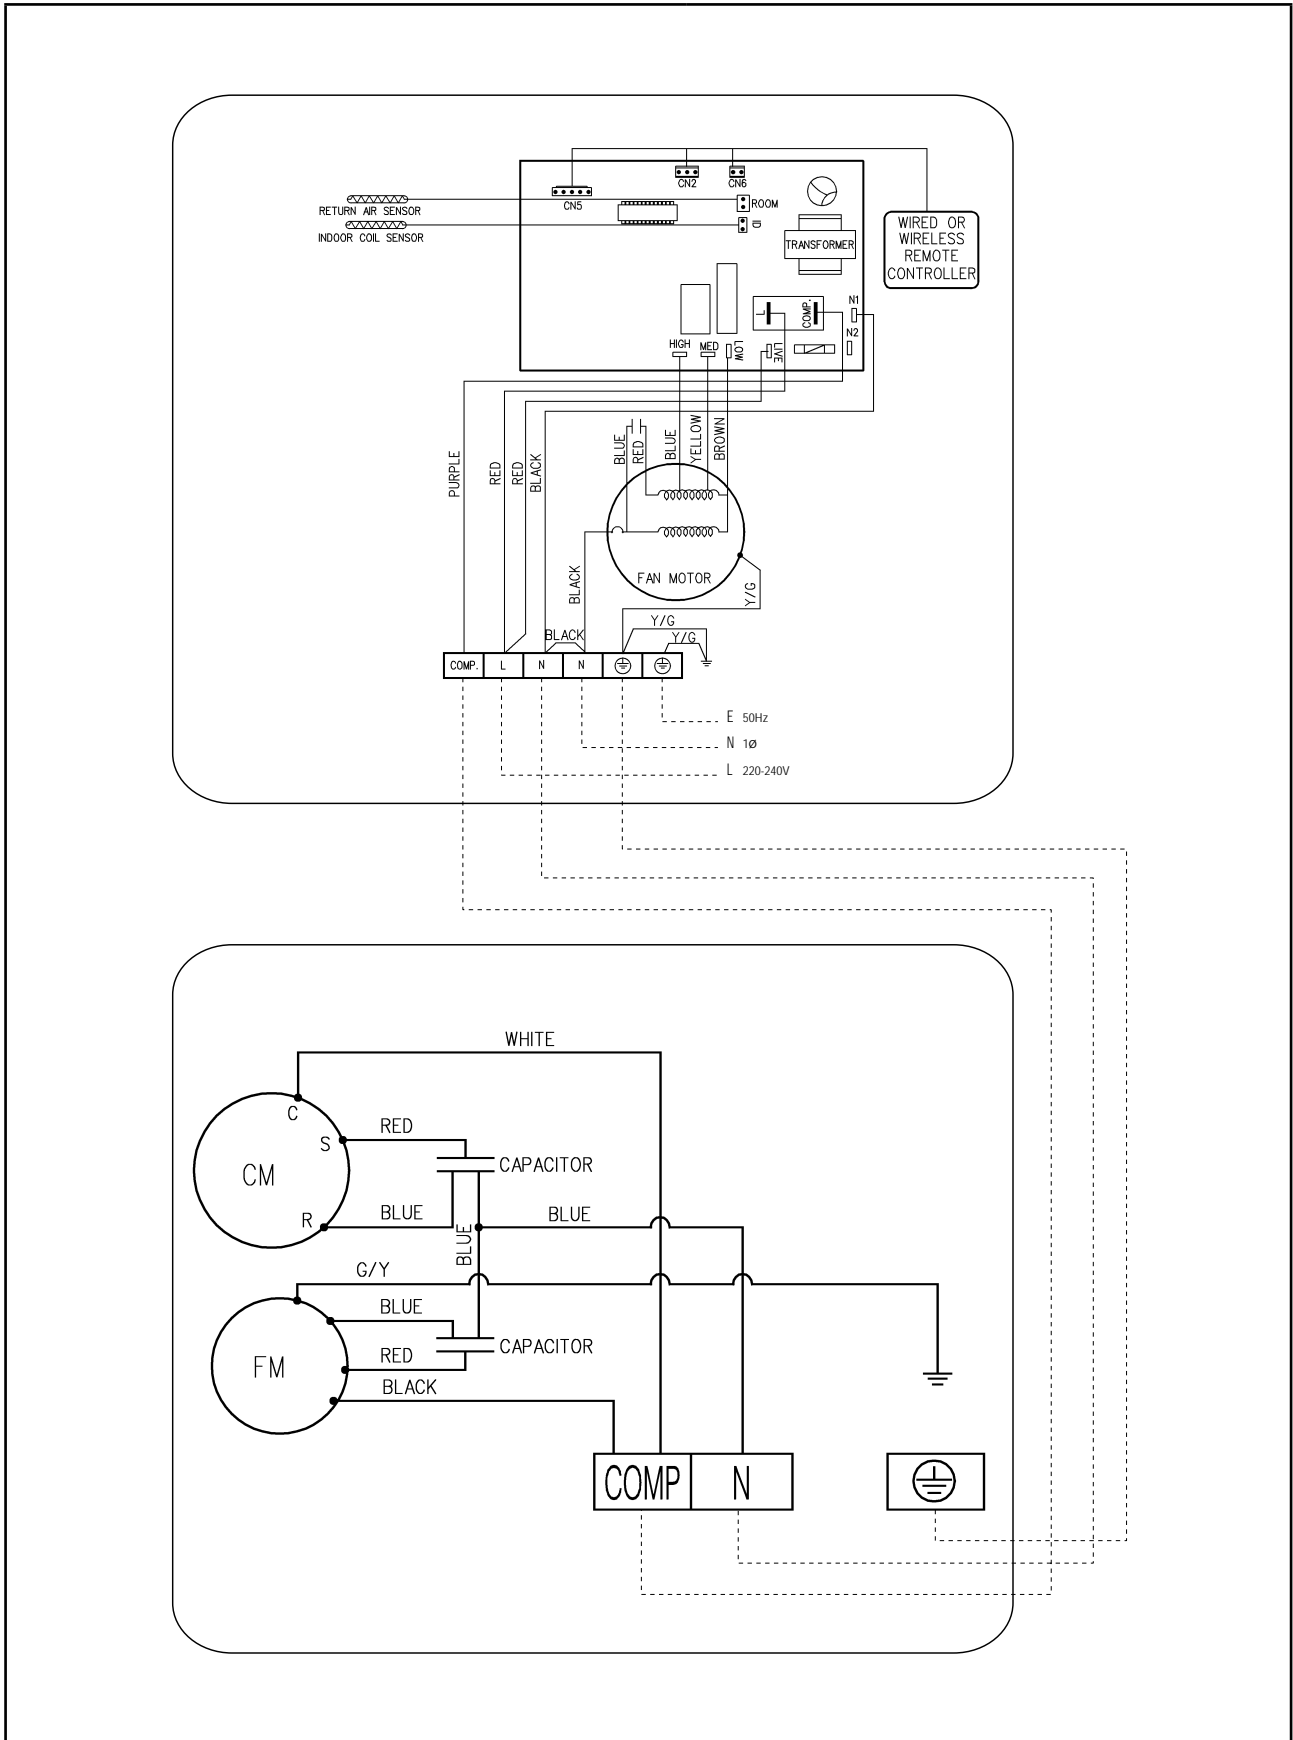 CN5
CN2
CN6
ROOM
ID
RETURN AIR SENSOR
INDOOR COIL SENSOR
TRANSFORMER
WIRED OR
WIRELESS
REMOTE
CONTROLLER
L
COMP.
N1
N2
HIGH
MED
LOW
LIVE
PURPLE
RED
RED
BLACK
BLUE
RED
BLUE
YELLOW
BROWN
FAN MOTOR
BLACK
Y/G
BLACK
Y/G
Y/G
COMP.
L
N
N
E 50Hz
N 1Ø
L 220-240V
WHITE
C
S
RED
CM
CAPACITOR
R
BLUE
BLUE
BLUE
G/Y
BLUE
CAPACITOR
FM
RED
BLACK
COMP
N